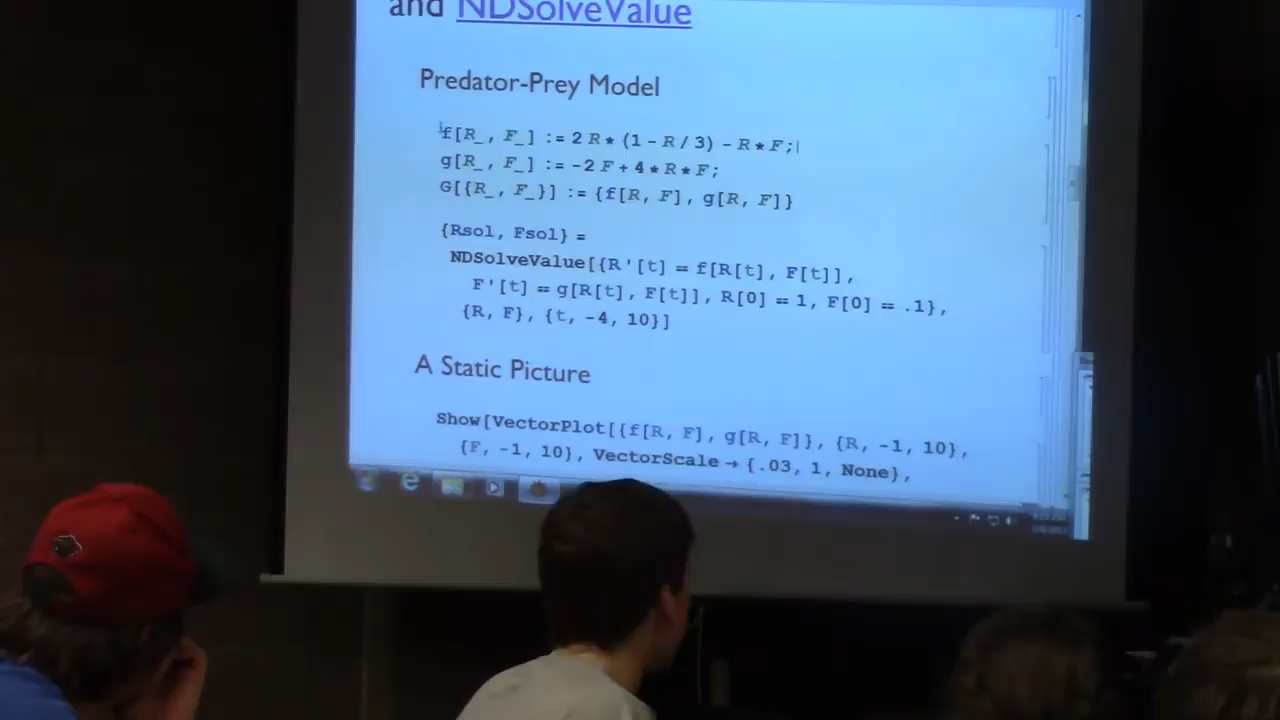 and NDSolveValue
Predator-Prey Model
f[R_, F_] := 2 R* (1 - R / 3) - R * F;
g[R_, F_] := -2 F + 4 * R * F;
G[{R_, F_}] := {f[R, F], g[R, F]}
{Rsol, Fsol} =
NDSolveValue[{R'[t] == f[R[t], F[t]],
F'[t] == g[R[t], F[t]], R[0] == 1, F[0] == .1},
{R, F}, {t, -4, 10}]
A Static Picture
Show[VectorPlot[{f[R, F], g[R, F]}, {R, -1, 10},
{F, -1, 10}, VectorScale → {.03, 1, None},